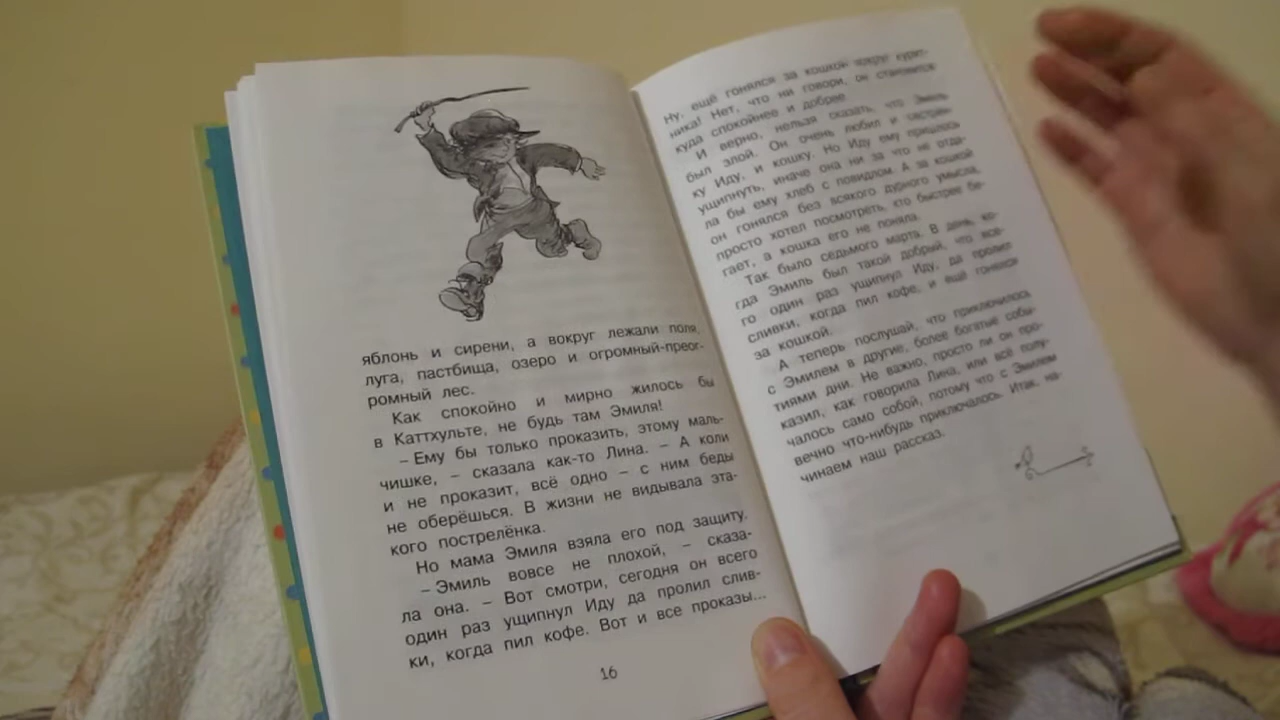 яблонь и сирени, а вокруг лежали поля,
луга, пастбища, озеро и огромный-преог-
ромный лес.
Как спокойно и мирно жилось бы
в Каттхульте, не будь там Эмиля!
– Ему бы только проказить, этому маль-
чишке, – сказала как-то Лина. – А коли
и не проказит, всё одно – с ним беды
не оберёшься. В жизни не видывала эта-
кого пострелёнка.
Но мама Эмиля взяла его под защиту.
– Эмиль вовсе не плохой, – сказа-
ла она. – Вот смотри, сегодня он всего
один раз ущипнул Иду да пролил слив-
ки, когда пил кофе. Вот и все проказы...
16
Ну, ещё гонялся за кошкой вокруг курят-
ника! Нет, что ни говори, он становится
куда спокойнее и добрее.
И верно, нельзя сказать, что Эмиль
был злой. Он очень любил и сестрён-
ку Иду, и кошку. Но Иду ему пришлось
ущипнуть, иначе она ни за что не отда-
ла бы ему хлеб с повидлом. А за кошкой
он гонялся без всякого дурного умысла,
просто хотел посмотреть, кто быстрее бе-
гает, а кошка его не поняла.
Так было седьмого марта. В день, ко-
гда Эмиль был такой добрый, что все-
го один раз ущипнул Иду, да пролил
сливки, когда пил кофе, и ещё гонялся
за кошкой.
А теперь послушай, что приключилось
с Эмилем в другие, более богатые собы-
тиями дни. Не важно, просто ли он про-
казил, как говорила Лина, или всё полу-
чалось само собой, потому что с Эмилем
вечно что-нибудь приключалось. Итак, на-
чинаем наш рассказ.